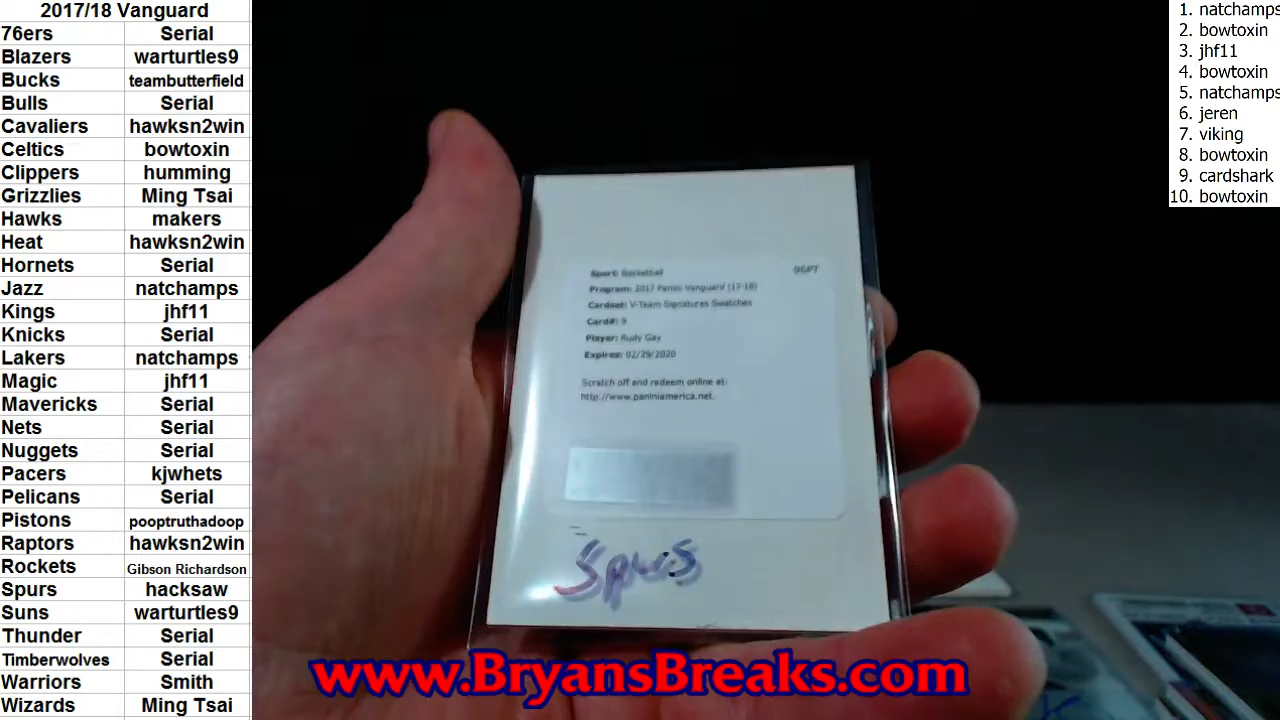 2017/18 Vanguard
76ers Serial
Blazers warturtles9
Bucks teambutterfield
Bulls Serial
Cavaliers hawksn2win
Celtics bowtoxin
Clippers humming
Grizzlies Ming Tsai
Hawks makers
Heat hawksn2win
Hornets Serial
Jazz natchamps
Kings jhf11
Knicks Serial
Lakers natchamps
Magic jhf11
Mavericks Serial
Nets Serial
Nuggets Serial
Pacers kjwhets
Pelicans Serial
Pistons pooptruthadoop
Raptors hawksn2win
Rockets Gibson Richardson
Spurs hacksaw
Suns warturtles9
Thunder Serial
Timberwolves Serial
Warriors Smith
Wizards Ming Tsai
Sport: Basketball 96PT
Program: 2017 Panini Vanguard (17-18)
Cardset: V-Team Signatures Swatches
Card#: 9
Player: Rudy Gay
Expires: 02/29/2020
Scratch off and redeem online at:
http://www.paniniamerica.net.
Spurs
www.BryansBreaks.com
1. natchamps
2. bowtoxin
3. jhf11
4. bowtoxin
5. natchamps
6. jeren
7. viking
8. bowtoxin
9. cardshark
10. bowtoxin